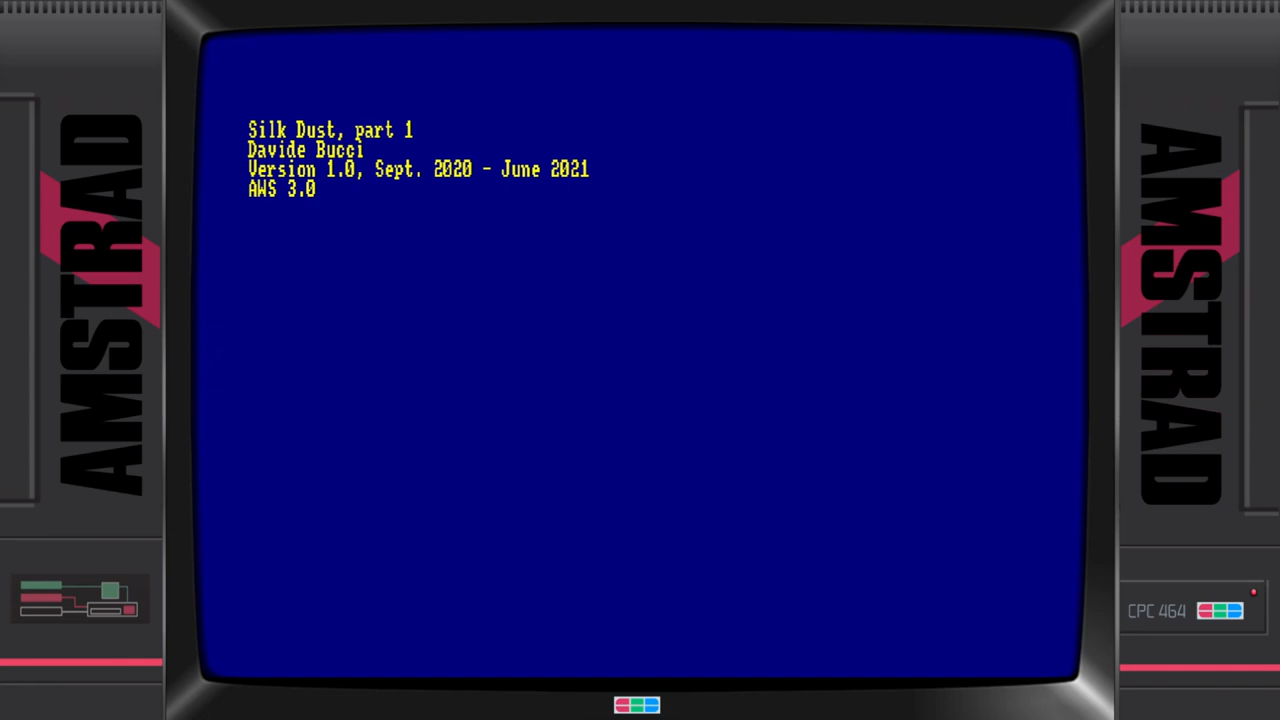 AMSTRAD
Silk Dust, part 1
Davide Bucci
Version 1.0, Sept. 2020 - June 2021
AWS 3.0
AMSTRAD
CPC 464